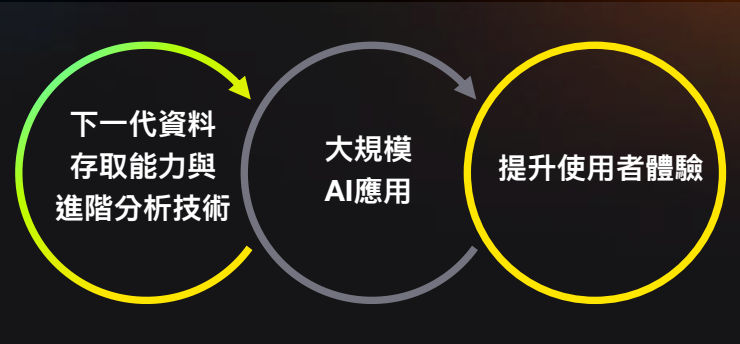 下一代資料
存取能力與
進階分析技術
大規模
AI應用
提升使用者體驗